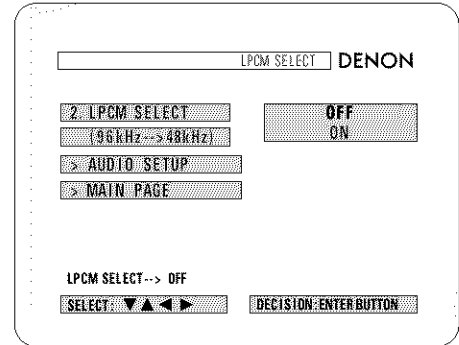 LPCM SELECT DENON
2. LPCM SELECT
(96kHz-->48kHz)
> AUDIO SETUP
> MAIN PAGE
OFF
ON
LPCM SELECT--> OFF
SELECT: ▼▲◀▶
DECISION: ENTER BUTTON